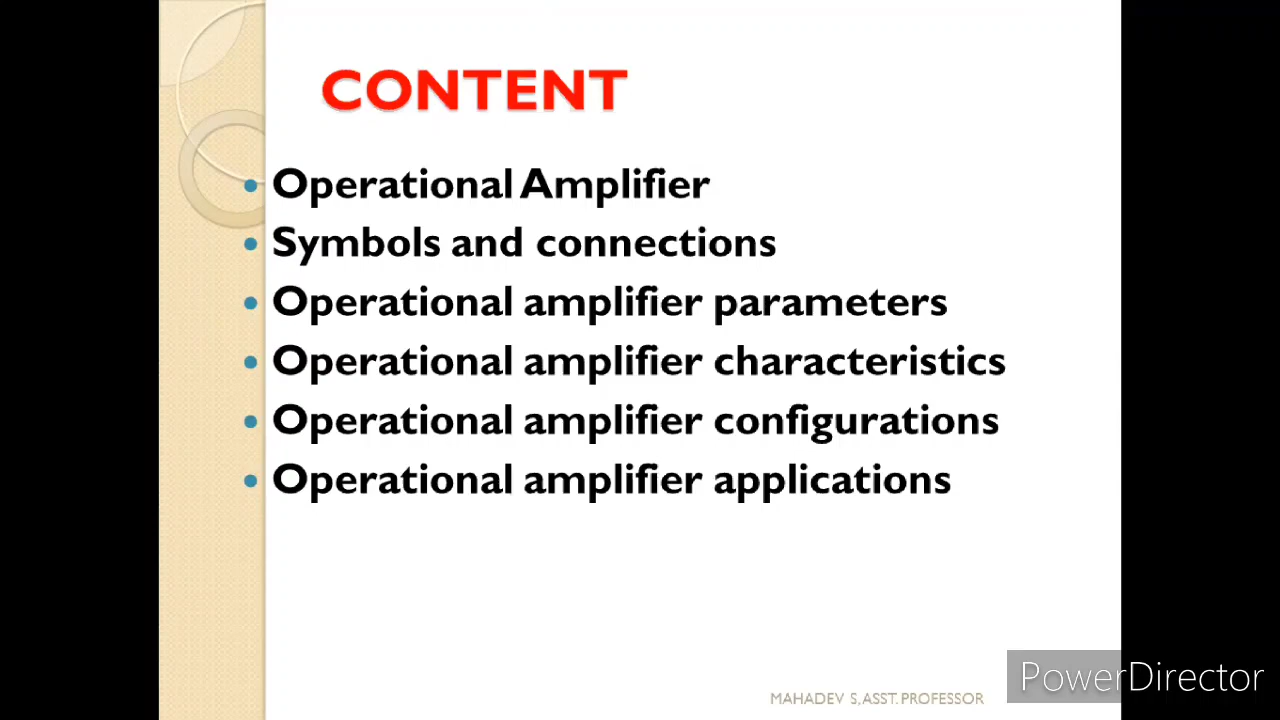 CONTENT
• Operational Amplifier
• Symbols and connections
• Operational amplifier parameters
• Operational amplifier characteristics
• Operational amplifier configurations
• Operational amplifier applications
MAHADEV S, ASST. PROFESSOR
PowerDirector